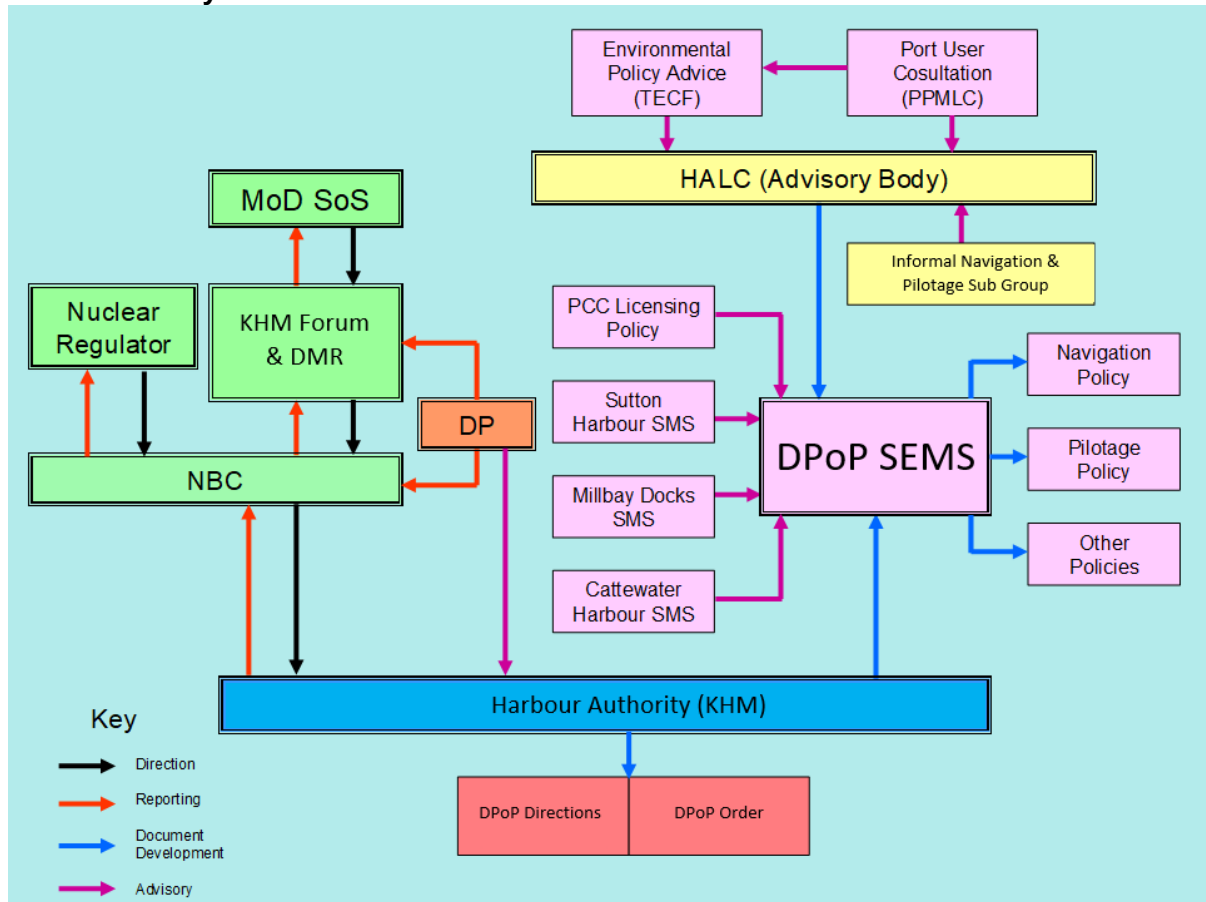 Environmental
Policy Advice
(TECF)
Port User
Cosultation
(PPMLC)
HALC (Advisory Body)
Informal Navigation &
Pilotage Sub Group
MoD SoS
Nuclear
Regulator
KHM Forum
& DMR
DP
NBC
PCC Licensing
Policy
Sutton
Harbour SMS
Millbay Docks
SMS
Cattewater
Harbour SMS
DPoP SEMS
Navigation
Policy
Pilotage
Policy
Other
Policies
Harbour Authority (KHM)
DPoP Directions
DPoP Order
Key
Direction
Reporting
Document
Development
Advisory